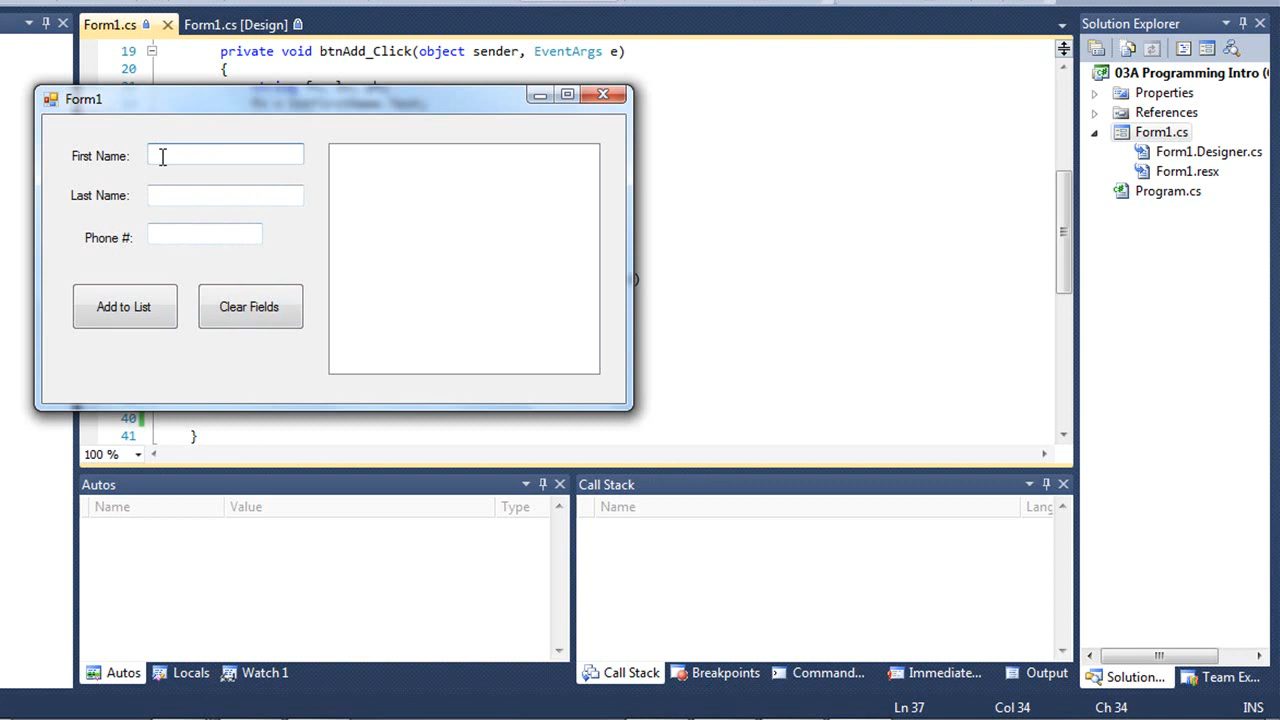 Form1.cs
Form1.cs [Design]
Solution Explorer
19 private void btnAdd_Click(object sender, EventArgs e)
20 {
03A Programming Intro (
Properties
References
Form1.cs
Form1.Designer.cs
Form1.resx
Program.cs
Form1
First Name:
Last Name:
Phone #:
Add to List
Clear Fields
)
40
41 }
100 %
Autos
Name Value Type
Call Stack
Name Lang
Autos Locals Watch 1
Call Stack Breakpoints Command... Immediate... Output
Solution... Team Ex...
Ln 37 Col 34 Ch 34 INS